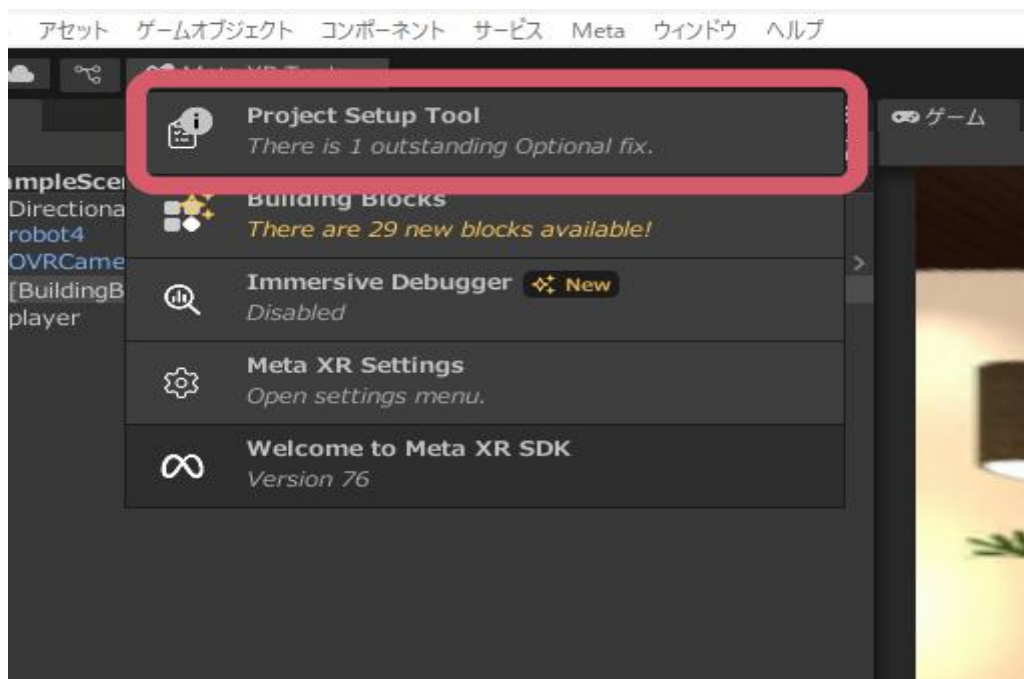 アセット ゲームオブジェクト コンポーネント サービス Meta ウィンドウ ヘルプ
Project Setup Tool
There is 1 outstanding Optional fix.
ゲーム
Building Blocks
There are 29 new blocks available!
Immersive Debugger New
Disabled
Meta XR Settings
Open settings menu.
Welcome to Meta XR SDK
Version 76
ampleSce
Directiona
robot4
OVRCame
[BuildingB
player